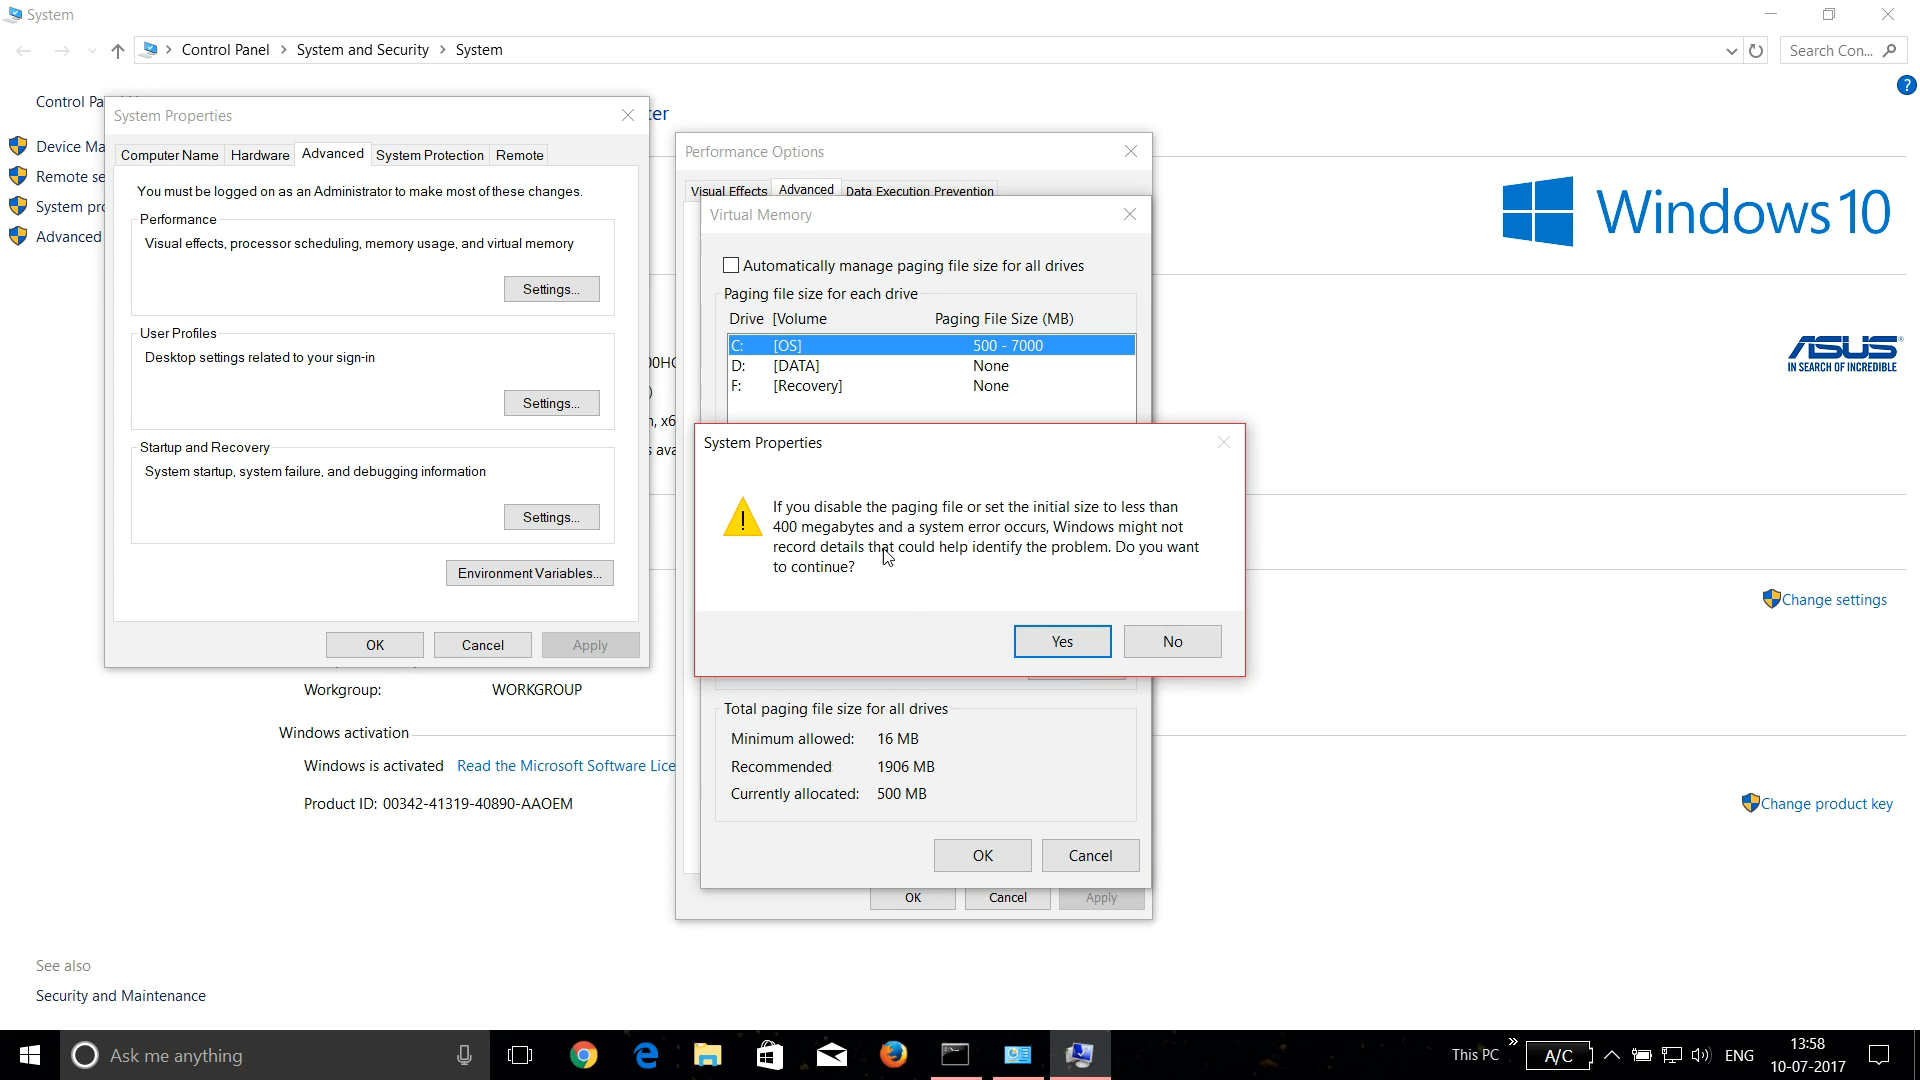 System
Control Panel > System and Security > System
Search Con...
Control Pa
Device Ma
Remote se
System pro
Advanced
System Properties
Computer Name
Hardware
Advanced
System Protection
Remote
You must be logged on as an Administrator to make most of these changes.
Performance
Visual effects, processor scheduling, memory usage, and virtual memory
Settings...
User Profiles
Desktop settings related to your sign-in
Settings...
Startup and Recovery
System startup, system failure, and debugging information
Settings...
Environment Variables...
OK
Cancel
Apply
ter
n, x6
s ava
Performance Options
Visual Effects
Advanced
Data Execution Prevention
Virtual Memory
Automatically manage paging file size for all drives
Paging file size for each drive
Drive [Volume
Paging File Size (MB)
C: [OS] 500 - 7000
D: [DATA] None
F: [Recovery] None
System Properties
If you disable the paging file or set the initial size to less than
400 megabytes and a system error occurs, Windows might not
record details that could help identify the problem. Do you want
to continue?
Yes
No
Total paging file size for all drives
Minimum allowed: 16 MB
Recommended 1906 MB
Currently allocated: 500 MB
OK
Cancel
OK
Cancel
Apply
Windows 10
ASUS
IN SEARCH OF INCREDIBLE
Change settings
Workgroup: WORKGROUP
Windows activation
Windows is activated Read the Microsoft Software Lice
Product ID: 00342-41319-40890-AAOEM
Change product key
See also
Security and Maintenance
Ask me anything
This PC
A/C
ENG
13:58
10-07-2017